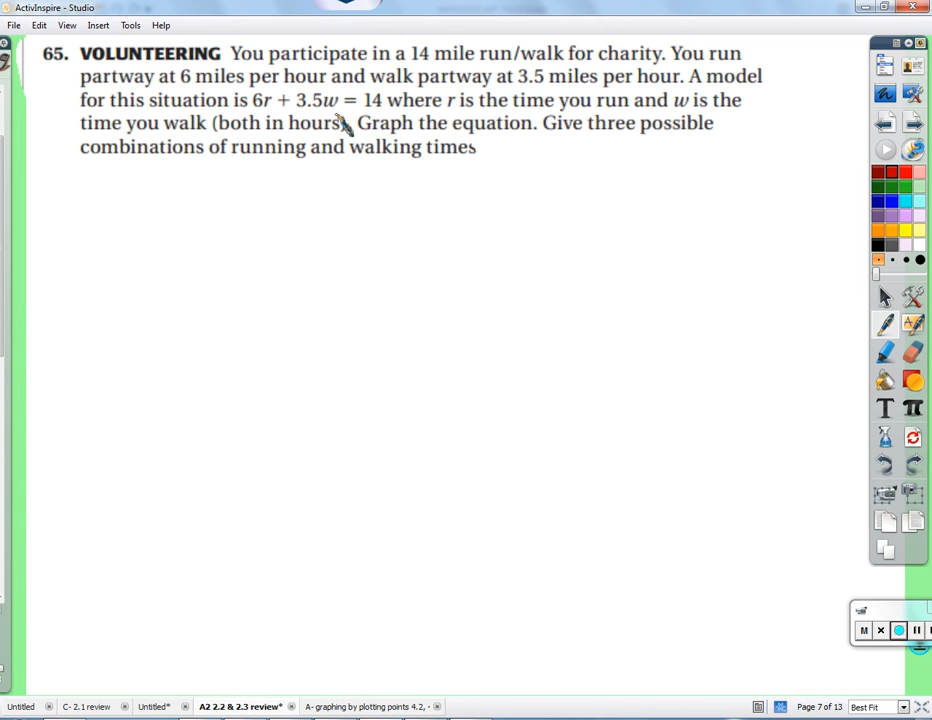 ActivInspire - Studio
File Edit View Insert Tools Help
65. VOLUNTEERING You participate in a 14 mile run/walk for charity. You run
partway at 6 miles per hour and walk partway at 3.5 miles per hour. A model
for this situation is 6r + 3.5w = 14 where r is the time you run and w is the
time you walk (both in hours). Graph the equation. Give three possible
combinations of running and walking times
M
Untitled C- 2.1 review Untitled* A2 2.2 & 2.3 review* A- graphing by plotting points 4.2, Page 7 of 13 Best Fit